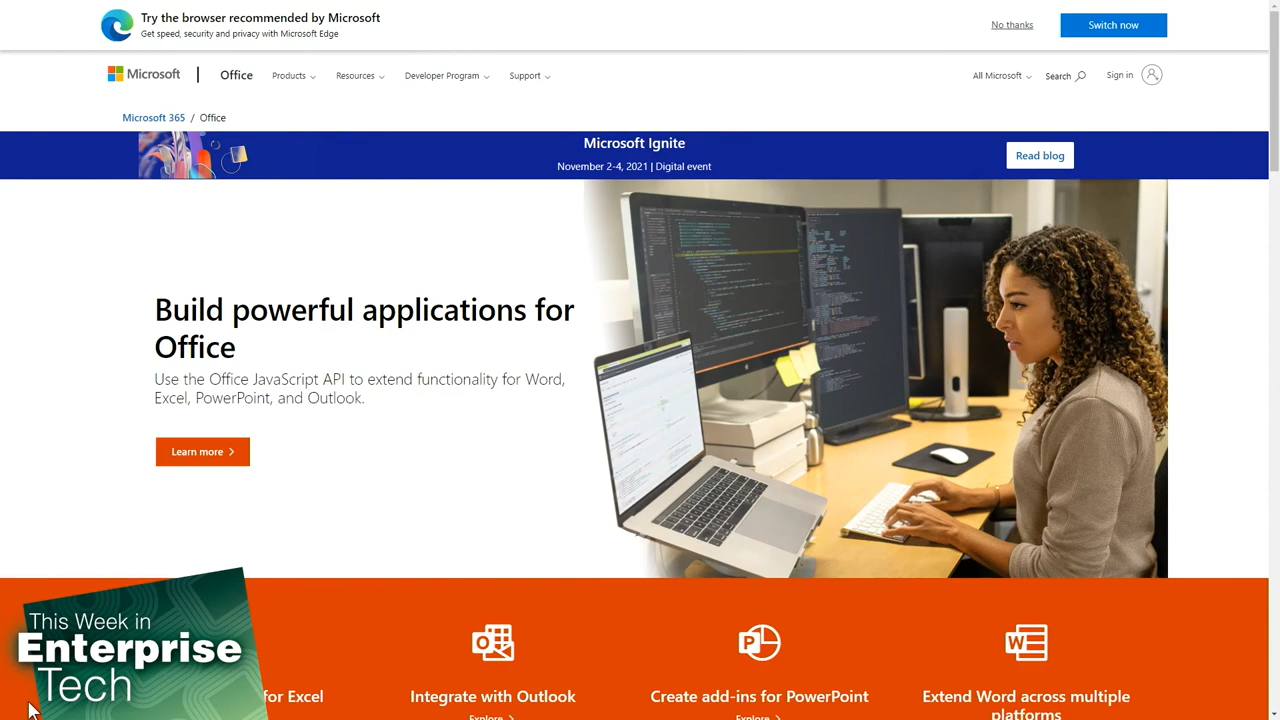 Try the browser recommended by Microsoft
Get speed, security and privacy with Microsoft Edge
No thanks
Switch now
Microsoft
Office
Products
Resources
Developer Program
Support
All Microsoft
Search
Sign in
Microsoft 365 / Office
Microsoft Ignite
November 2-4, 2021 | Digital event
Read blog
Build powerful applications for
Office
Use the Office JavaScript API to extend functionality for Word,
Excel, PowerPoint, and Outlook.
Learn more
This Week in
Enterprise
Tech
for Excel
O
Integrate with Outlook
Explore
P
Create add-ins for PowerPoint
Explore
W
Extend Word across multiple
platforms